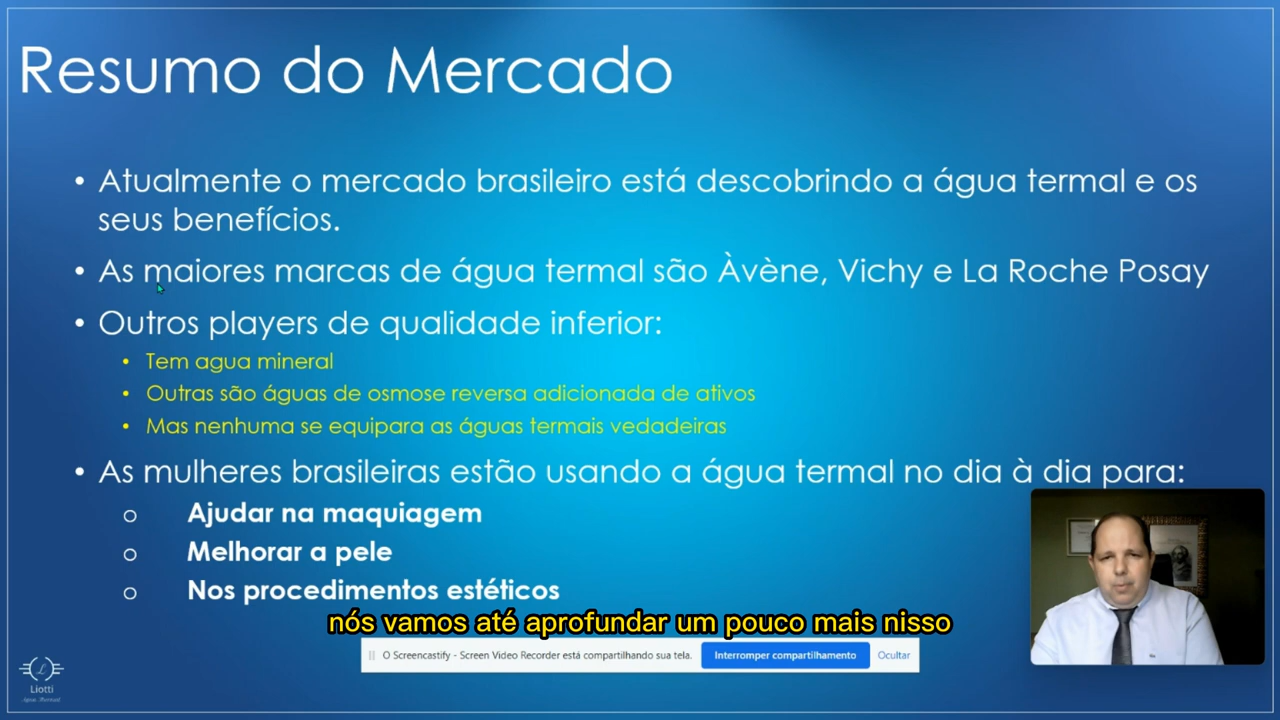 Resumo do Mercado
• Atualmente o mercado brasileiro está descobrindo a água termal e os
seus benefícios.
• As maiores marcas de água termal são Àvène, Vichy e La Roche Posay
• Outros players de qualidade inferior:
• Tem agua mineral
• Outras são águas de osmose reversa adicionada de ativos
• Mas nenhuma se equipara as águas termais vedadeiras
• As mulheres brasileiras estão usando a água termal no dia à dia para:
o Ajudar na maquiagem
o Melhorar a pele
o Nos procedimentos estéticos
nós vamos até aprofundar um pouco mais nisso
O Screencastify - Screen Video Recorder está compartilhando sua tela. Interromper compartilhamento Ocultar
Liotti